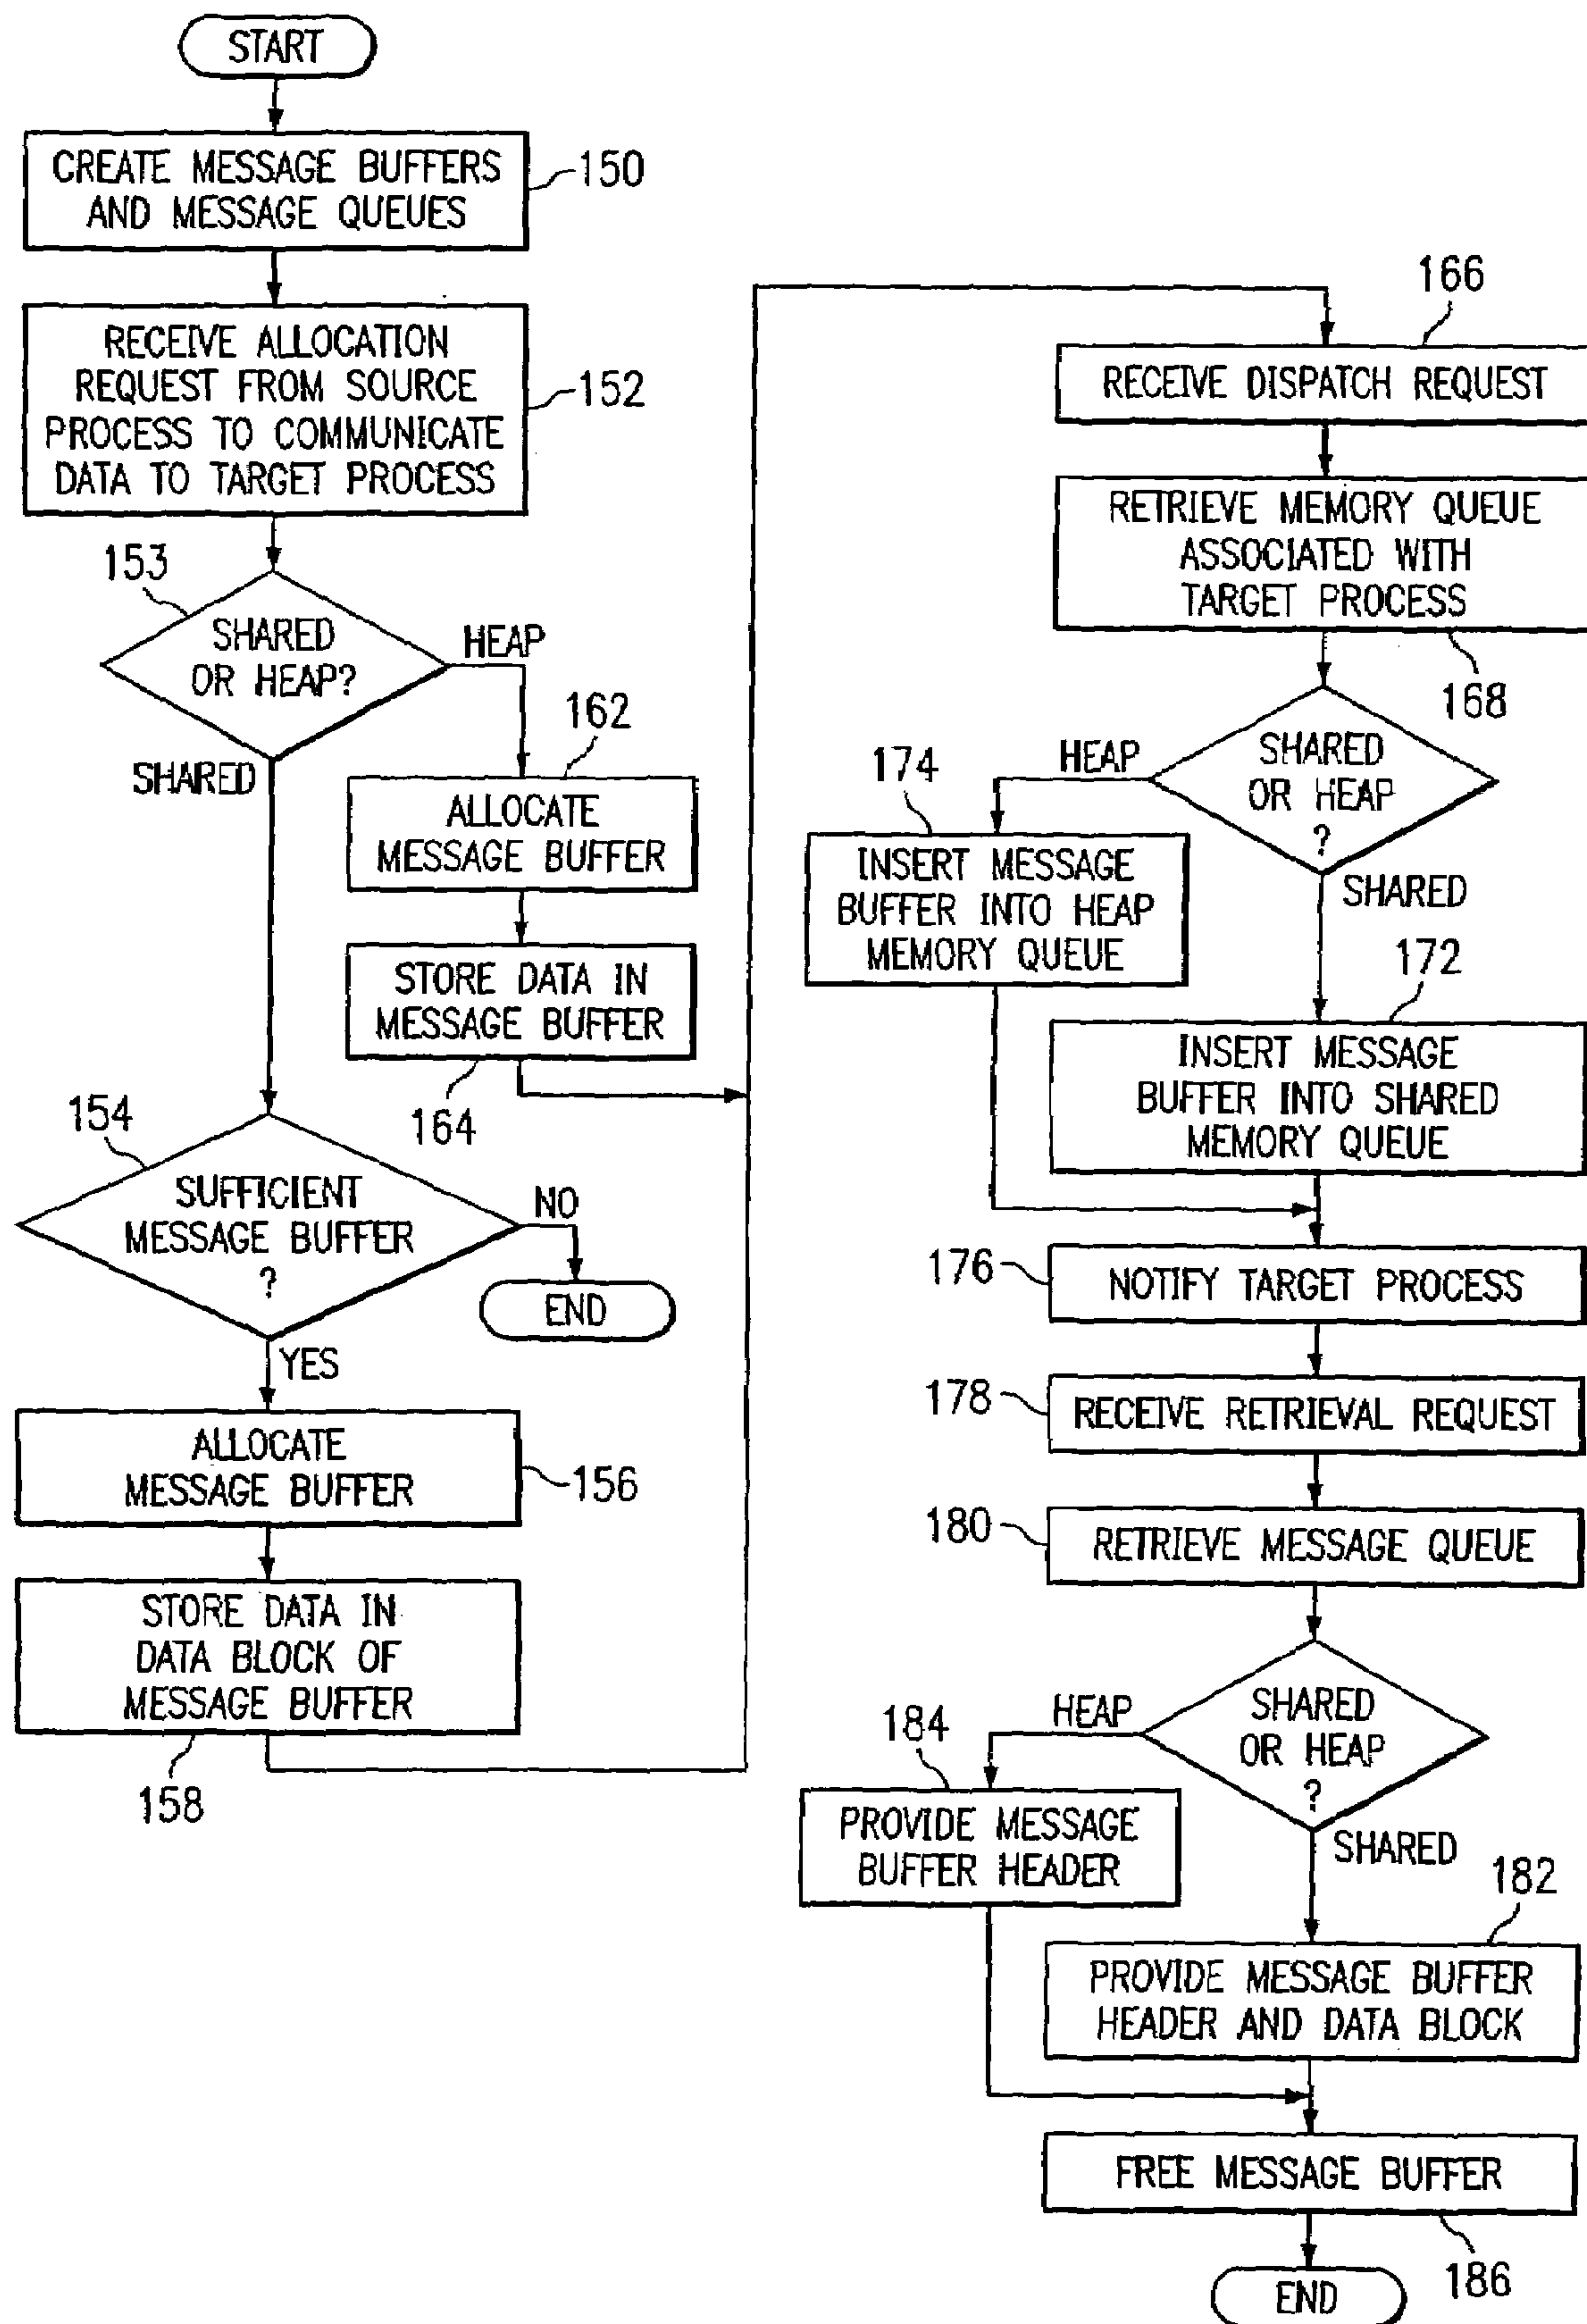 START
CREATE MESSAGE BUFFERS
AND MESSAGE QUEUES
150
RECEIVE ALLOCATION
REQUEST FROM SOURCE
PROCESS TO COMMUNICATE
DATA TO TARGET PROCESS
152
153
SHARED
OR HEAP?
HEAP
SHARED
162
ALLOCATE
MESSAGE BUFFER
STORE DATA IN
MESSAGE BUFFER
164
154
SUFFICIENT
MESSAGE BUFFER
?
NO
END
YES
ALLOCATE
MESSAGE BUFFER
156
STORE DATA IN
DATA BLOCK OF
MESSAGE BUFFER
158
166
RECEIVE DISPATCH REQUEST
RETRIEVE MEMORY QUEUE
ASSOCIATED WITH
TARGET PROCESS
168
SHARED
OR HEAP
?
HEAP
SHARED
174
INSERT MESSAGE
BUFFER INTO HEAP
MEMORY QUEUE
172
INSERT MESSAGE
BUFFER INTO SHARED
MEMORY QUEUE
176
NOTIFY TARGET PROCESS
178
RECEIVE RETRIEVAL REQUEST
180
RETRIEVE MESSAGE QUEUE
SHARED
OR HEAP
?
HEAP
SHARED
184
PROVIDE MESSAGE
BUFFER HEADER
182
PROVIDE MESSAGE BUFFER
HEADER AND DATA BLOCK
FREE MESSAGE BUFFER
186
END